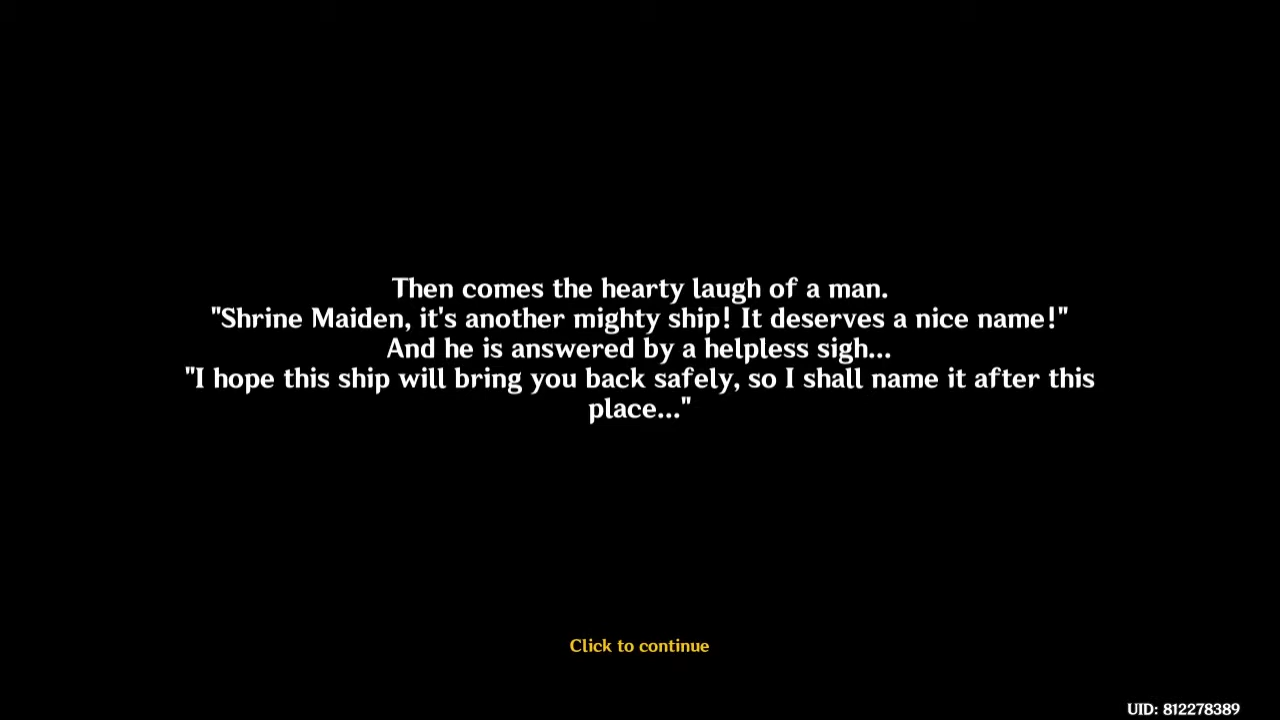 Then comes the hearty laugh of a man.
"Shrine Maiden, it's another mighty ship! It deserves a nice name!"
And he is answered by a helpless sigh...
"I hope this ship will bring you back safely, so I shall name it after this
place..."
Click to continue
UID: 812278389